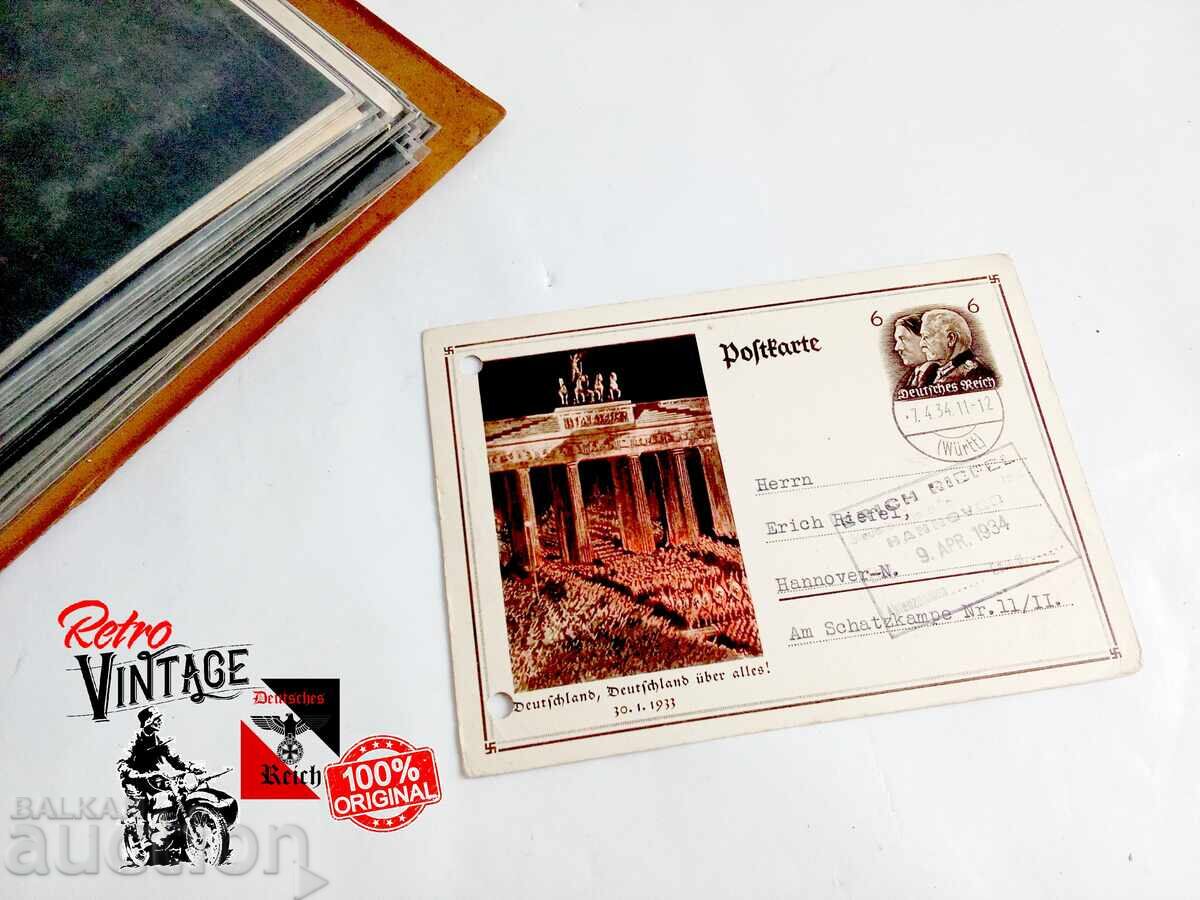 Postkarte
6 6
Deutsches Reich
7.4.34.11-12
(Württ)
Herrn
Erich Riefel,
Hannover-N.
Am Schatzkampe Nr.11/II.
HANNOVER
9. APR. 1934
Deutschland, Deutschland über alles!
30.1.1933
Retro
VINTAGE
Deutsches
Reich
100%
ORIGINAL
BALKAN
auction